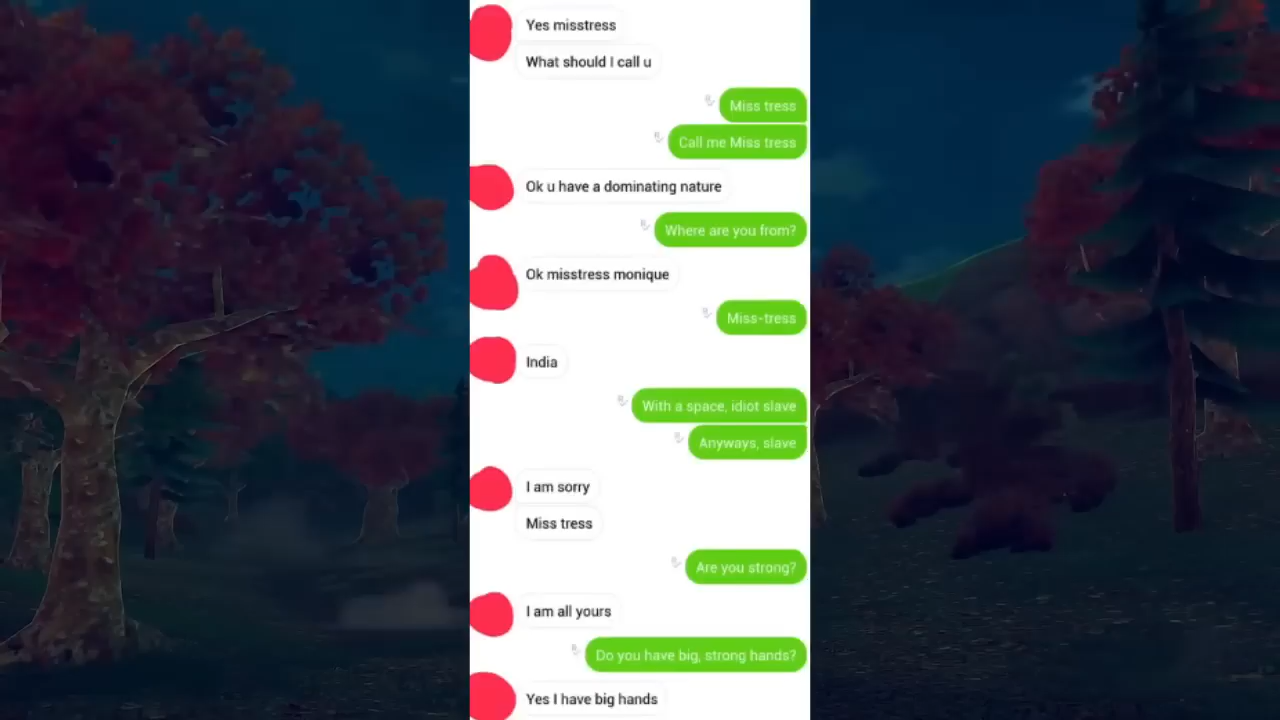 Yes misstress
What should I call u
Miss tress
Call me Miss tress
Ok u have a dominating nature
Where are you from?
Ok misstress monique
Miss-tress
India
With a space, idiot slave
Anyways, slave
I am sorry
Miss tress
Are you strong?
I am all yours
Do you have big, strong hands?
Yes I have big hands